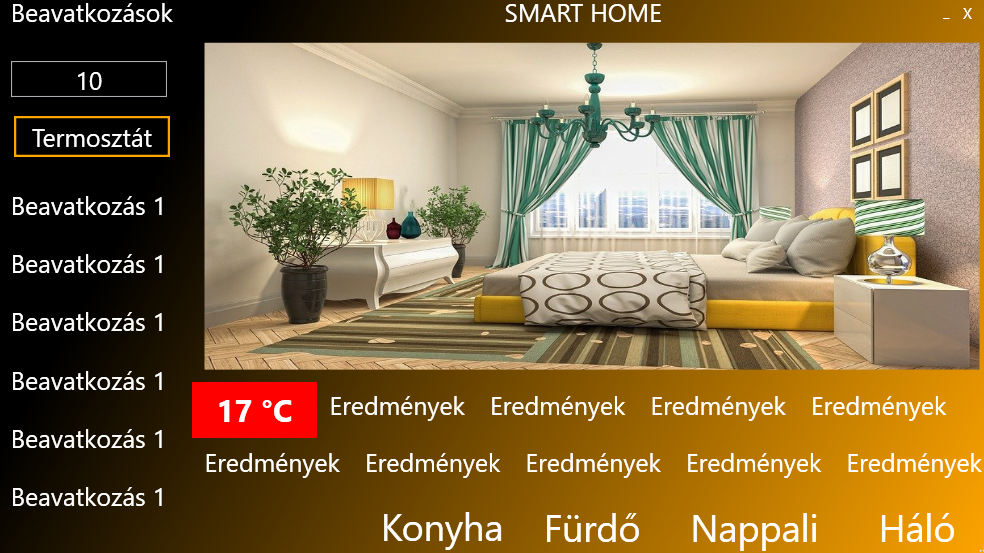 Beavatkozások
SMART HOME
_ X
10
Termosztát
Beavatkozás 1
Beavatkozás 1
Beavatkozás 1
Beavatkozás 1
Beavatkozás 1
Beavatkozás 1
17 °C
Eredmények Eredmények Eredmények Eredmények
Eredmények Eredmények Eredmények Eredmények Eredmények
Konyha Fürdő Nappali Háló